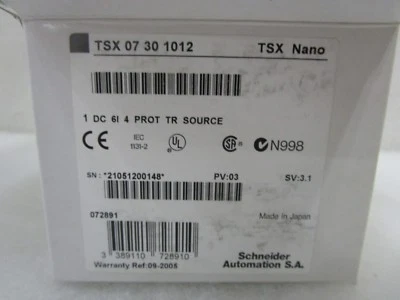 TSX 07 30 1012 TSX Nano
1 DC 6I 4 PROT TR SOURCE
CE IEC 1131-2 UL SA N998
SN : *21051200148* PV:03 SV:3.1
072891 Made in Japan
3 389110 728910
Schneider
Automation S.A.
Warranty Ref:09-2005